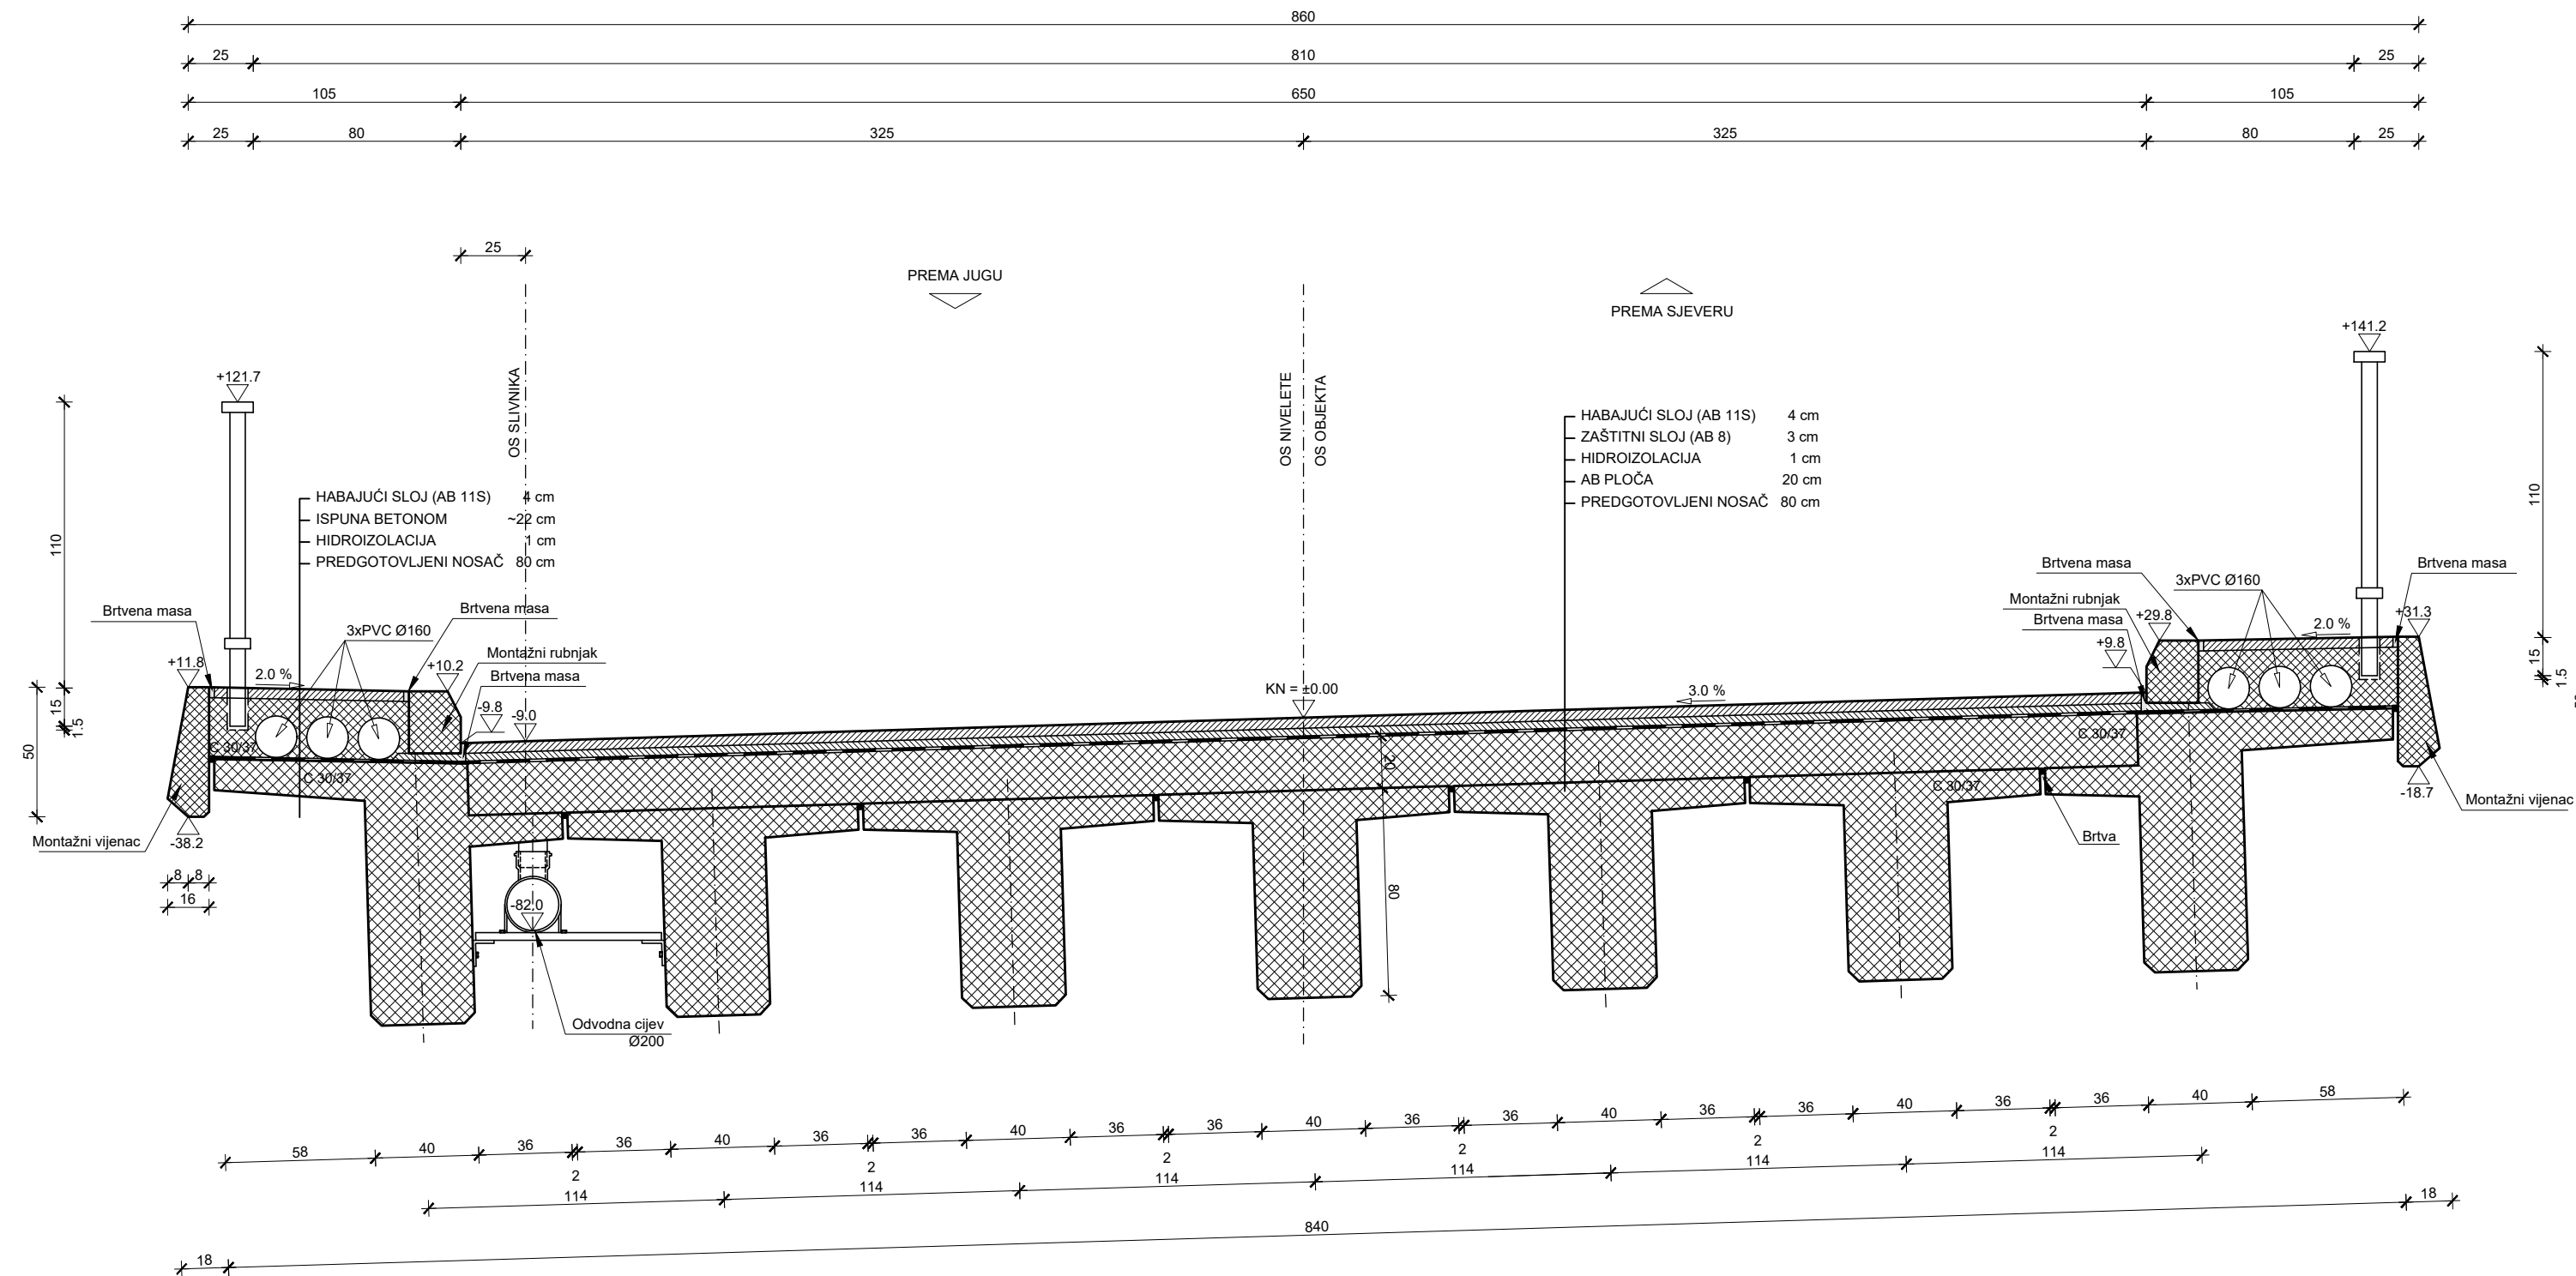 860
25 810 25
105 650 105
25 80 325 325 80 25
25
PREMA JUGU
PREMA SJEVERU
OS SLIVNIKA
OS NIVELETE
OS OBJEKTA
+121.7
+141.2
110
110
HABAJUĆI SLOJ (AB 11S) 4 cm
ZAŠTITNI SLOJ (AB 8) 3 cm
HIDROIZOLACIJA 1 cm
AB PLOČA 20 cm
PREDGOTOVLJENI NOSAČ 80 cm
HABAJUĆI SLOJ (AB 11S) 4 cm
ISPUNA BETONOM ~22 cm
HIDROIZOLACIJA 1 cm
PREDGOTOVLJENI NOSAČ 80 cm
Brtvena masa
3xPVC Ø160
Brtvena masa
Montažni rubnjak
Brtvena masa
+11.8
2.0 %
+10.2
-9.8
-9.0
KN = ±0.00
3.0 %
Brtvena masa
3xPVC Ø160
Brtvena masa
Montažni rubnjak
Brtvena masa
+29.8
+9.8
2.0 %
+31.3
15
1.5
50
15
1.5
C 30/37
C 30/37
C 30/37
C 30/37
20
80
Montažni vijenac
-38.2
8 8
16
-82.0
Odvodna cijev
Ø200
Brtva
-18.7
Montažni vijenac
58 40 36 36 40 36 36 40 36 36 40 36 36 40 36 36 40 36 36 40 58
2 2 2 2 2 2
114 114 114 114 114 114
18 840 18